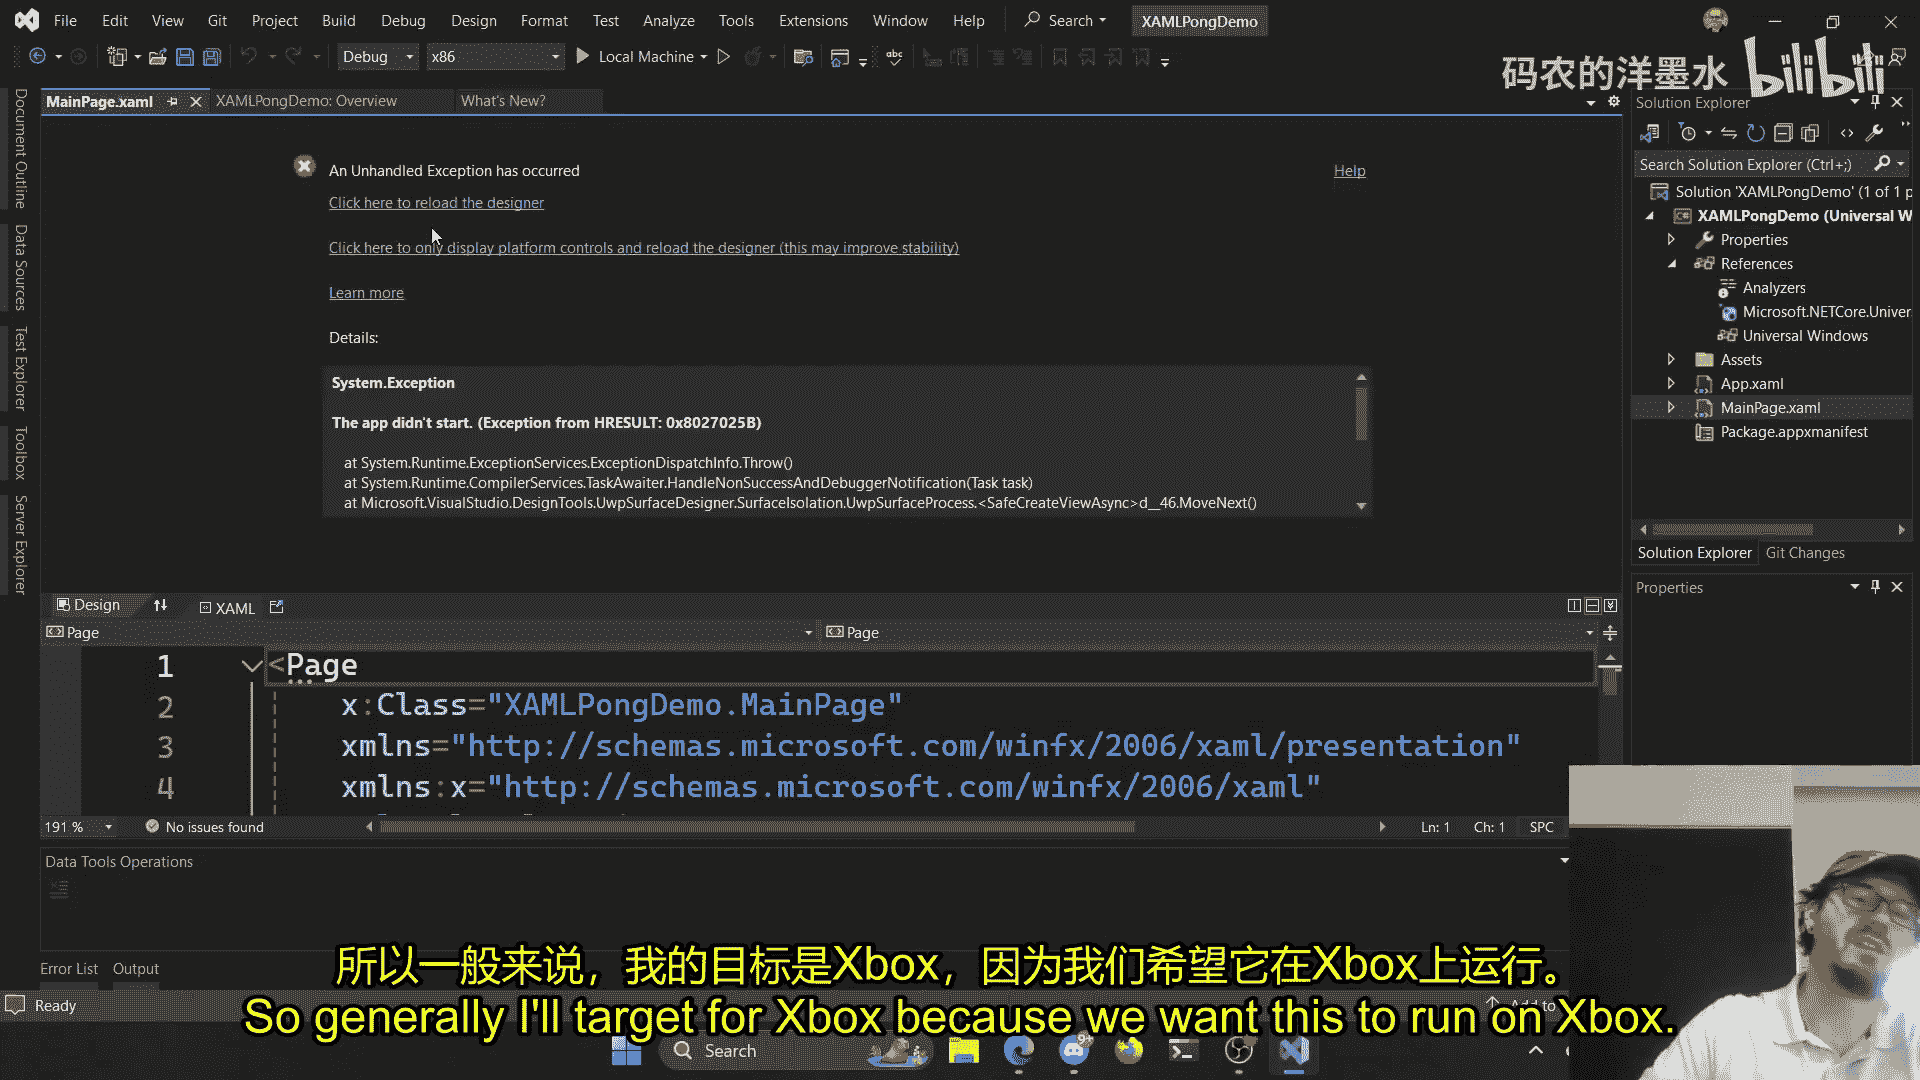 File Edit View Git Project Build Debug Design Format Test Analyze Tools Extensions Window Help Search XAMLPongDemo
Debug x86 Local Machine
码农的洋墨水 bilibili
MainPage.xaml XAMLPongDemo: Overview What's New?
Document Outline
Data Sources
Test Explorer
Toolbox
Server Explorer
An Unhandled Exception has occurred
Help
Click here to reload the designer
Click here to only display platform controls and reload the designer (this may improve stability)
Learn more
Details:
System.Exception
The app didn't start. (Exception from HRESULT: 0x8027025B)
at System.Runtime.ExceptionServices.ExceptionDispatchInfo.Throw()
at System.Runtime.CompilerServices.TaskAwaiter.HandleNonSuccessAndDebuggerNotification(Task task)
at Microsoft.VisualStudio.DesignTools.UwpSurfaceDesigner.SurfaceIsolation.UwpSurfaceProcess.<SafeCreateViewAsync>d__46.MoveNext()
Design XAML
Page Page
1 <Page
2 x:Class="XAMLPongDemo.MainPage"
3 xmlns="http://schemas.microsoft.com/winfx/2006/xaml/presentation"
4 xmlns:x="http://schemas.microsoft.com/winfx/2006/xaml"
191 % No issues found Ln: 1 Ch: 1 SPC
Data Tools Operations
Error List Output
Ready
Add to
Solution Explorer
Search Solution Explorer (Ctrl+;)
Solution 'XAMLPongDemo' (1 of 1 p
XAMLPongDemo (Universal W
Properties
References
Analyzers
Microsoft.NETCore.Univer
Universal Windows
Assets
App.xaml
MainPage.xaml
Package.appxmanifest
Solution Explorer Git Changes
Properties
所以一般来说，我的目标是Xbox，因为我们希望它在Xbox上运行。
So generally I'll target for Xbox because we want this to run on Xbox.
Search
9+